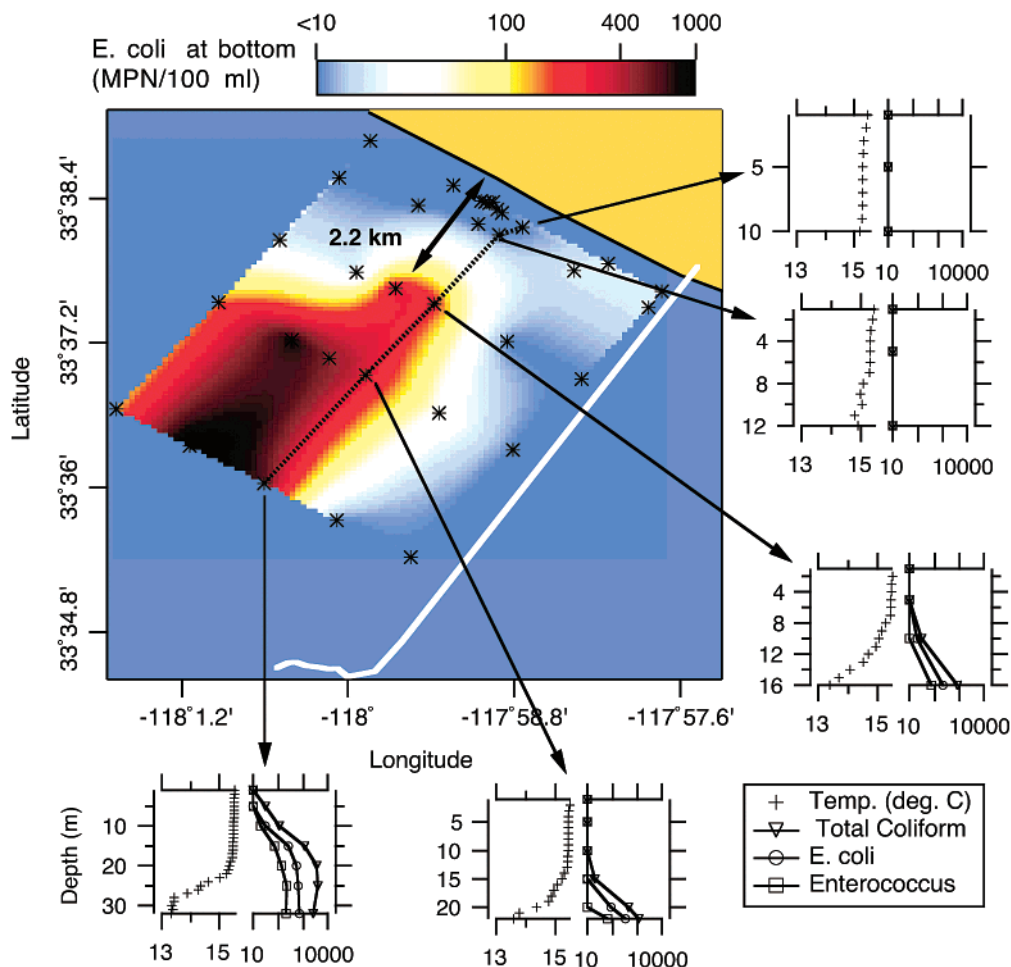 <10 100 400 1000
E. coli at bottom
(MPN/100 ml)
33°38.4'
33°37.2'
33°36'
33°34.8'
Latitude
2.2 km
-118°1.2' -118° -117°58.8' -117°57.6'
Longitude
5
10
13 15 10 10000
4
8
12
13 15 10 10000
4
8
12
16
13 15 10 10000
Depth (m)
10
20
30
13 15 10 10000
5
10
15
20
13 15 10 10000
Temp. (deg. C)
Total Coliform
E. coli
Enterococcus